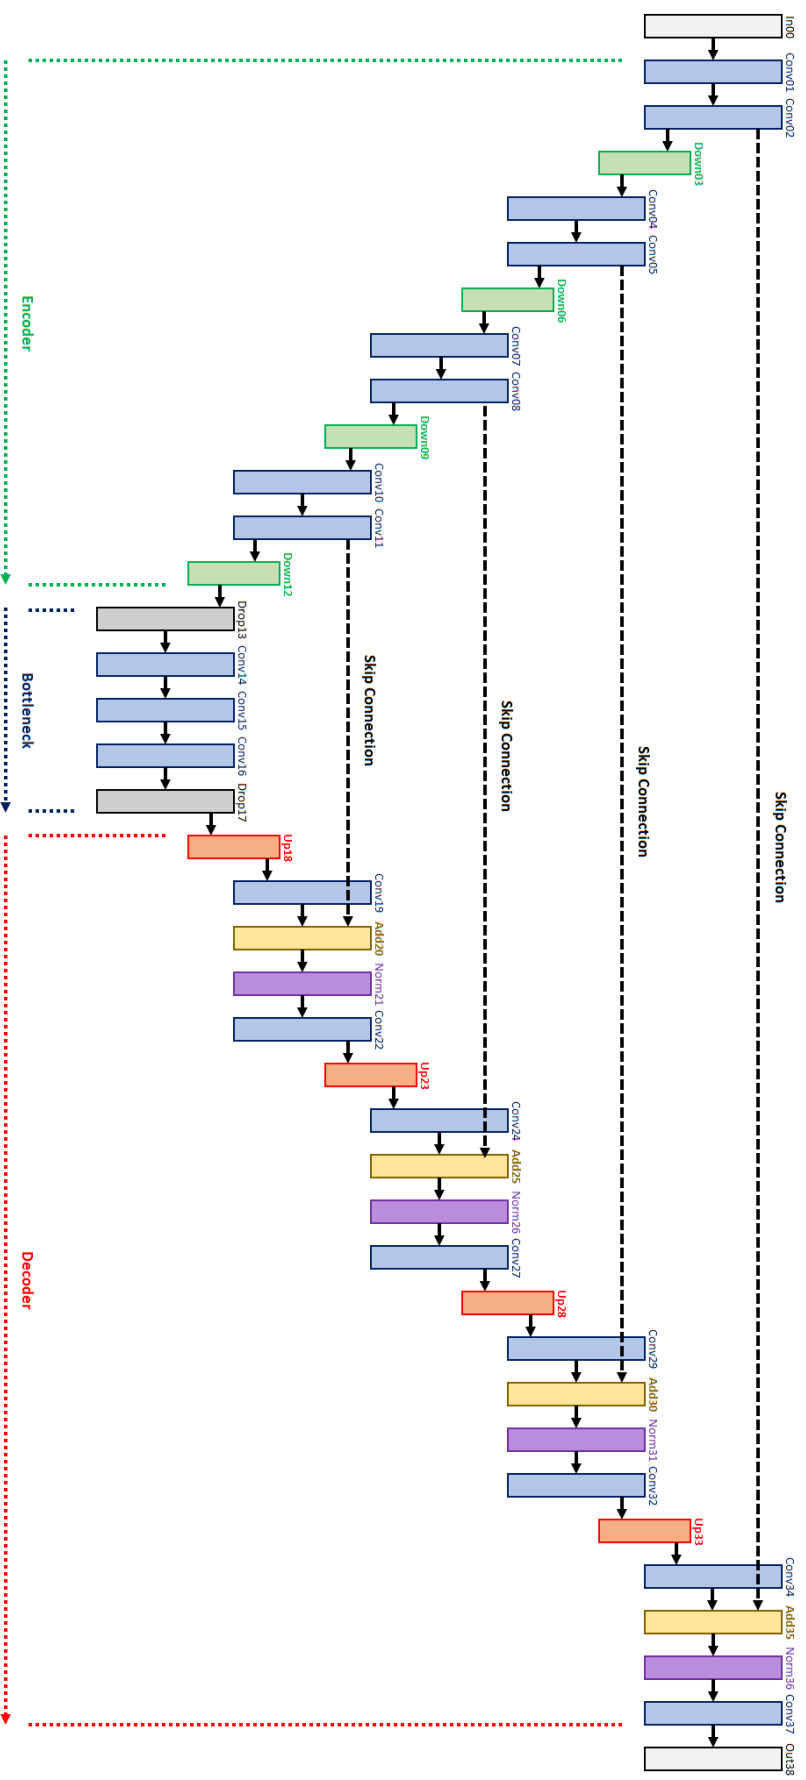 In00
Conv01
Conv02
Down03
Conv04
Conv05
Down06
Conv07
Conv08
Down09
Conv10
Conv11
Down12
Drop13
Conv14
Conv15
Conv16
Drop17
Up18
Conv19
Add20
Norm21
Conv22
Up23
Conv24
Add25
Norm26
Conv27
Up28
Conv29
Add30
Norm31
Conv32
Up33
Conv34
Add35
Norm36
Conv37
Out38
Skip Connection
Skip Connection
Skip Connection
Skip Connection
Encoder
Bottleneck
Decoder